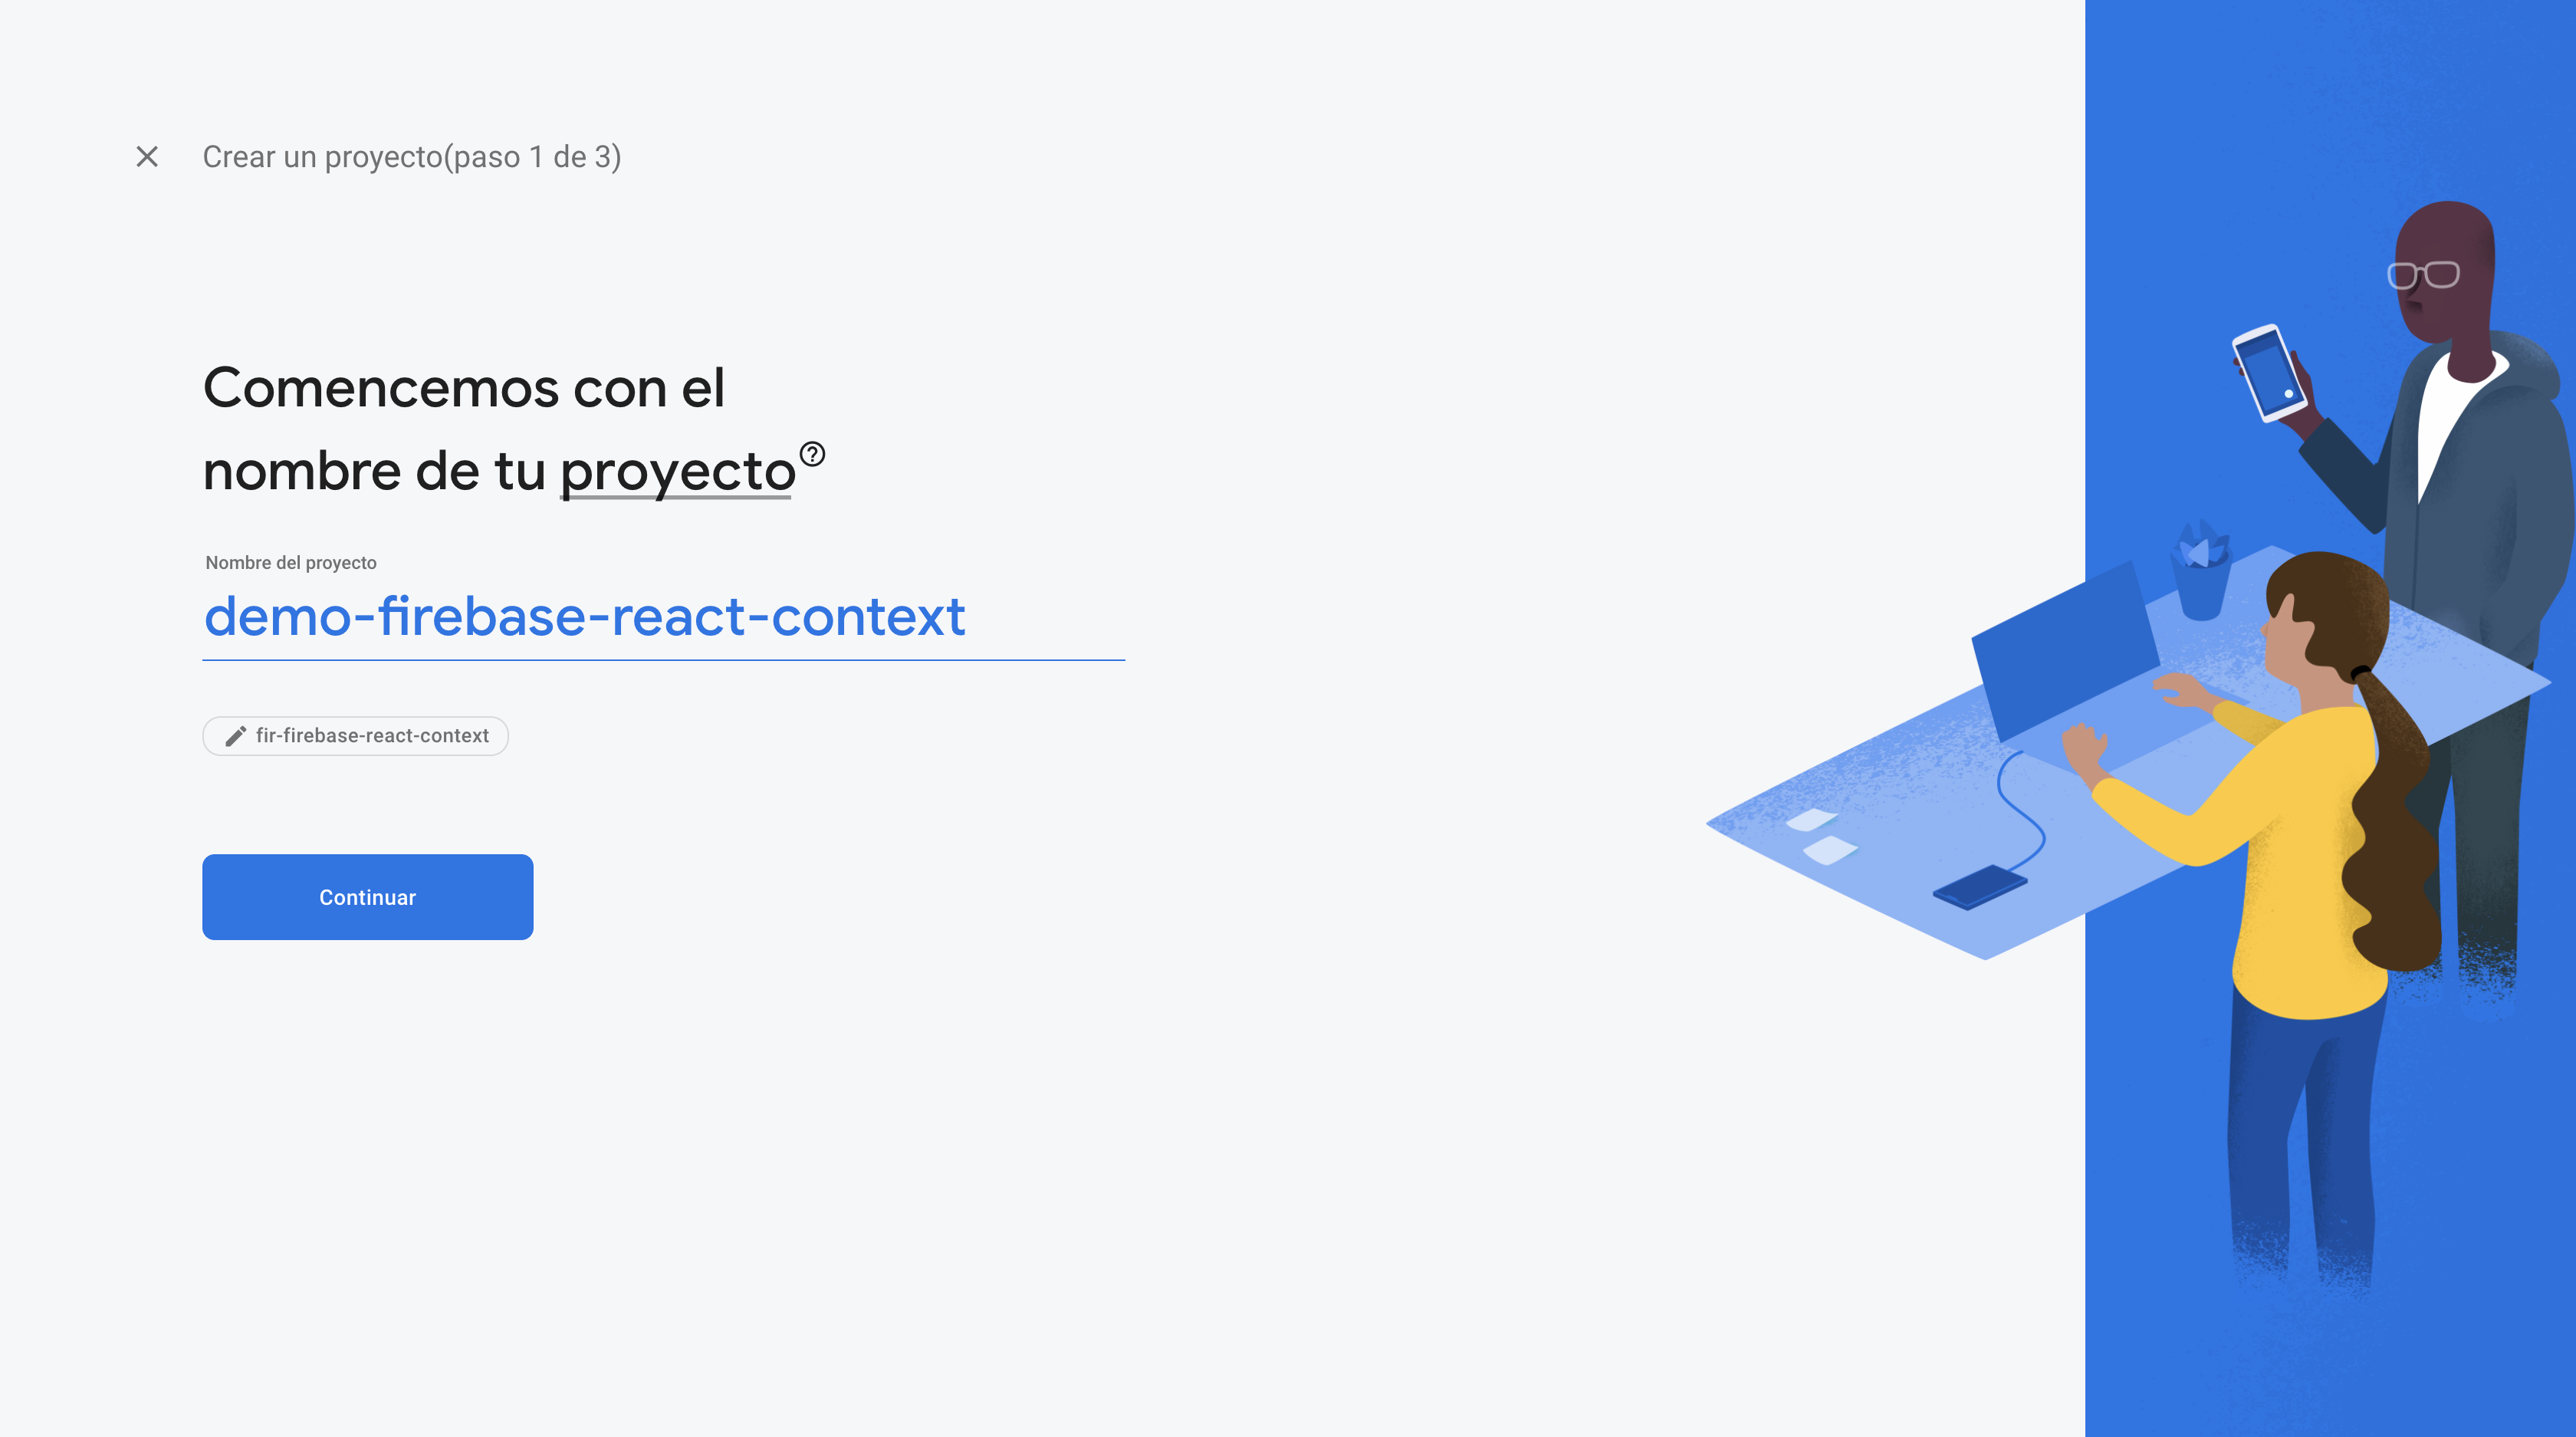 Crear un proyecto(paso 1 de 3)
Comencemos con el
nombre de tu proyecto
Nombre del proyecto
demo-firebase-react-context
fir-firebase-react-context
Continuar